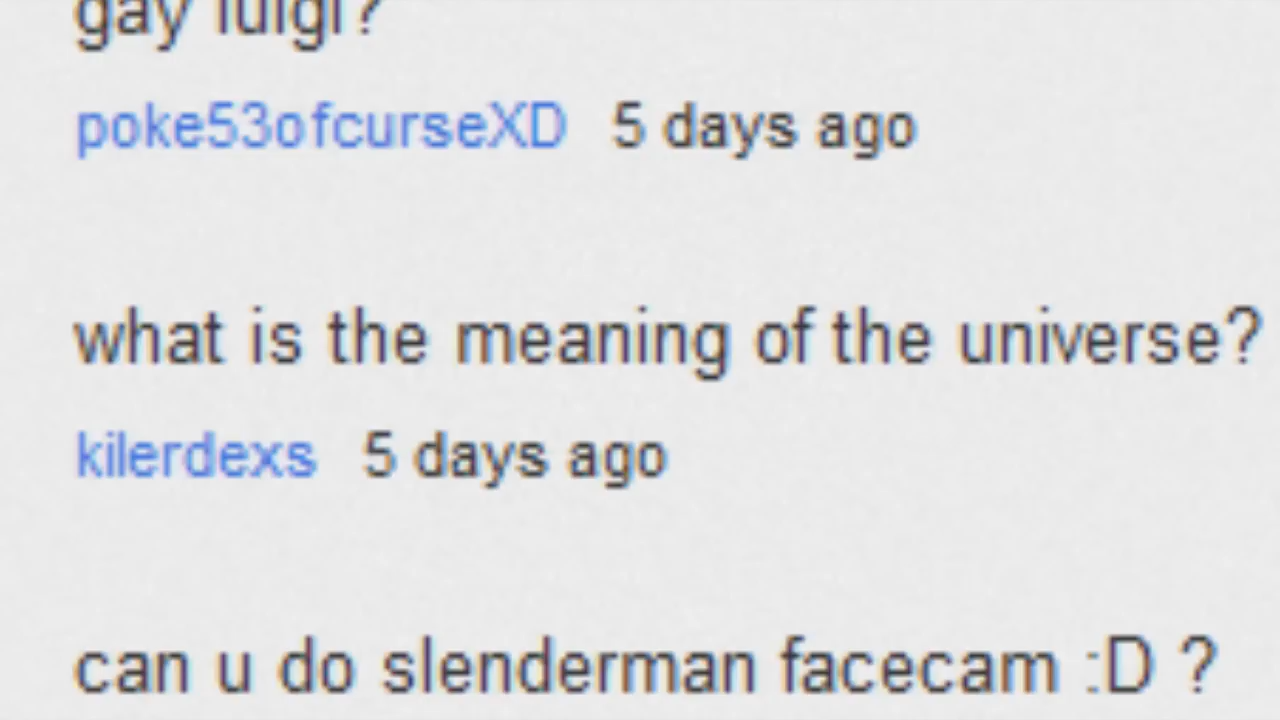 gay luigi?
poke53ofcurseXD 5 days ago
what is the meaning of the universe?
kilerdexs 5 days ago
can u do slenderman facecam :D ?